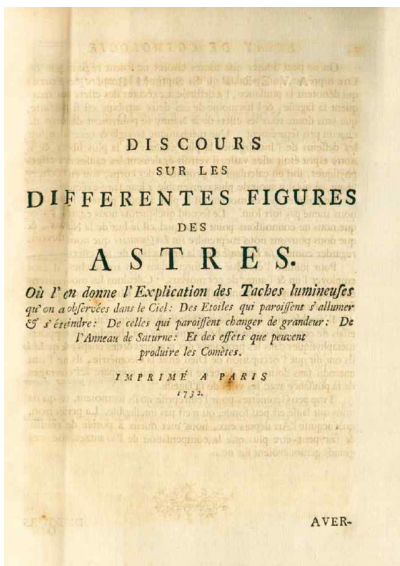 DISCOURS
SUR LES
DIFFERENTES FIGURES
DES
ASTRES.
Où l'on donne l'Explication des Taches lumineuses
qu'on a observées dans le Ciel: Des Etoiles qui paroissent s'allumer
& s'éteindre: De celles qui paroissent changer de grandeur: De
l'Anneau de Saturne: Et des effèts que peuvent
produire les Comètes.
IMPRIMÉ A PARIS
1732.
AVER-